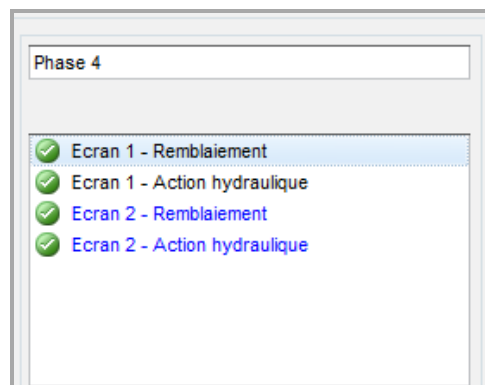 Phase 4
Ecran 1 - Remblaiement
Ecran 1 - Action hydraulique
Ecran 2 - Remblaiement
Ecran 2 - Action hydraulique